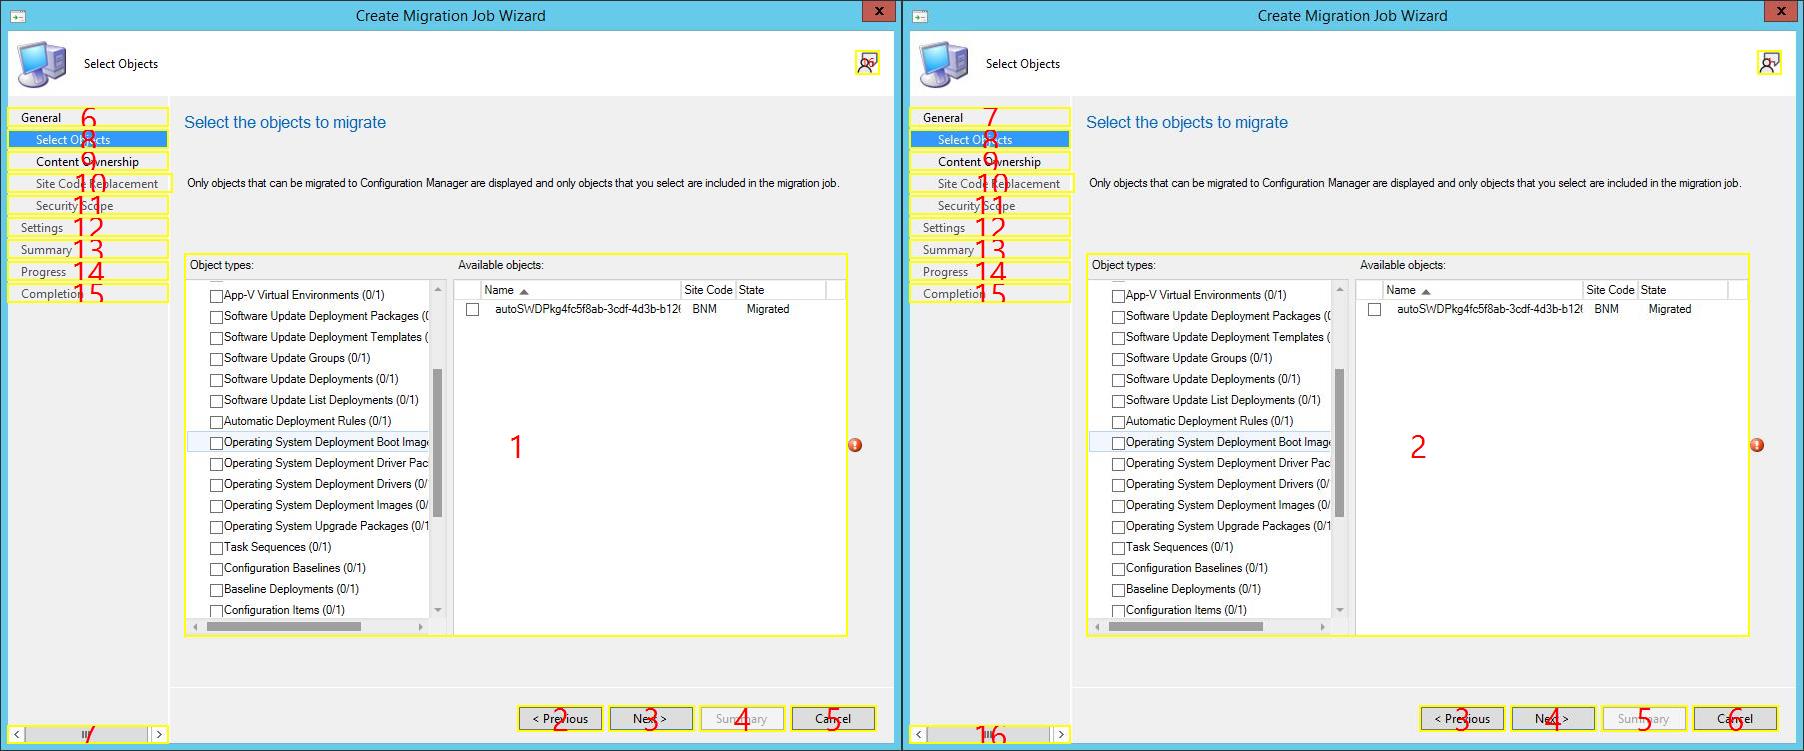 Create Migration Job Wizard
Select Objects
16
General 6
Select Objects 8
Content Ownership 9
Site Code Replacement 10
Security Scope 11
Settings 12
Summary 13
Progress 14
Completion 15
7
Select the objects to migrate
Only objects that can be migrated to Configuration Manager are displayed and only objects that you select are included in the migration job.
Object types:
App-V Virtual Environments (0/1)
Software Update Deployment Packages (0
Software Update Deployment Templates (
Software Update Groups (0/1)
Software Update Deployments (0/1)
Software Update List Deployments (0/1)
Automatic Deployment Rules (0/1)
Operating System Deployment Boot Image
Operating System Deployment Driver Pac
Operating System Deployment Drivers (0/
Operating System Deployment Images (0/
Operating System Upgrade Packages (0/1
Task Sequences (0/1)
Configuration Baselines (0/1)
Baseline Deployments (0/1)
Configuration Items (0/1)
Available objects:
Name Site Code State
autoSWDPkg4fc5f8ab-3cdf-4d3b-b126 BNM Migrated
1
< Previous 2
Next > 3
Summary 4
Cancel 5
Create Migration Job Wizard
Select Objects
General 7
Select Objects 8
Content Ownership 9
Site Code Replacement 10
Security Scope 11
Settings 12
Summary 13
Progress 14
Completion 15
16
Select the objects to migrate
Only objects that can be migrated to Configuration Manager are displayed and only objects that you select are included in the migration job.
Object types:
App-V Virtual Environments (0/1)
Software Update Deployment Packages (0
Software Update Deployment Templates (
Software Update Groups (0/1)
Software Update Deployments (0/1)
Software Update List Deployments (0/1)
Automatic Deployment Rules (0/1)
Operating System Deployment Boot Image
Operating System Deployment Driver Pac
Operating System Deployment Drivers (0/
Operating System Deployment Images (0/
Operating System Upgrade Packages (0/1
Task Sequences (0/1)
Configuration Baselines (0/1)
Baseline Deployments (0/1)
Configuration Items (0/1)
Available objects:
Name Site Code State
autoSWDPkg4fc5f8ab-3cdf-4d3b-b126 BNM Migrated
2
< Previous 3
Next > 4
Summary 5
Cancel 6